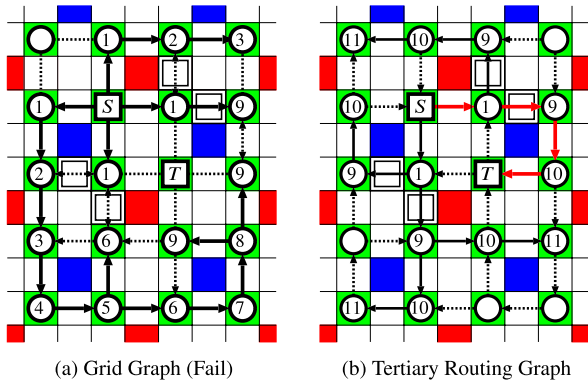 1 2 3 11 10 9
1 S 1 9 10 S 1 9
2 1 T 9 9 1 T 10
3 6 9 8 9 10 11
4 5 6 7 11 10
(a) Grid Graph (Fail) (b) Tertiary Routing Graph